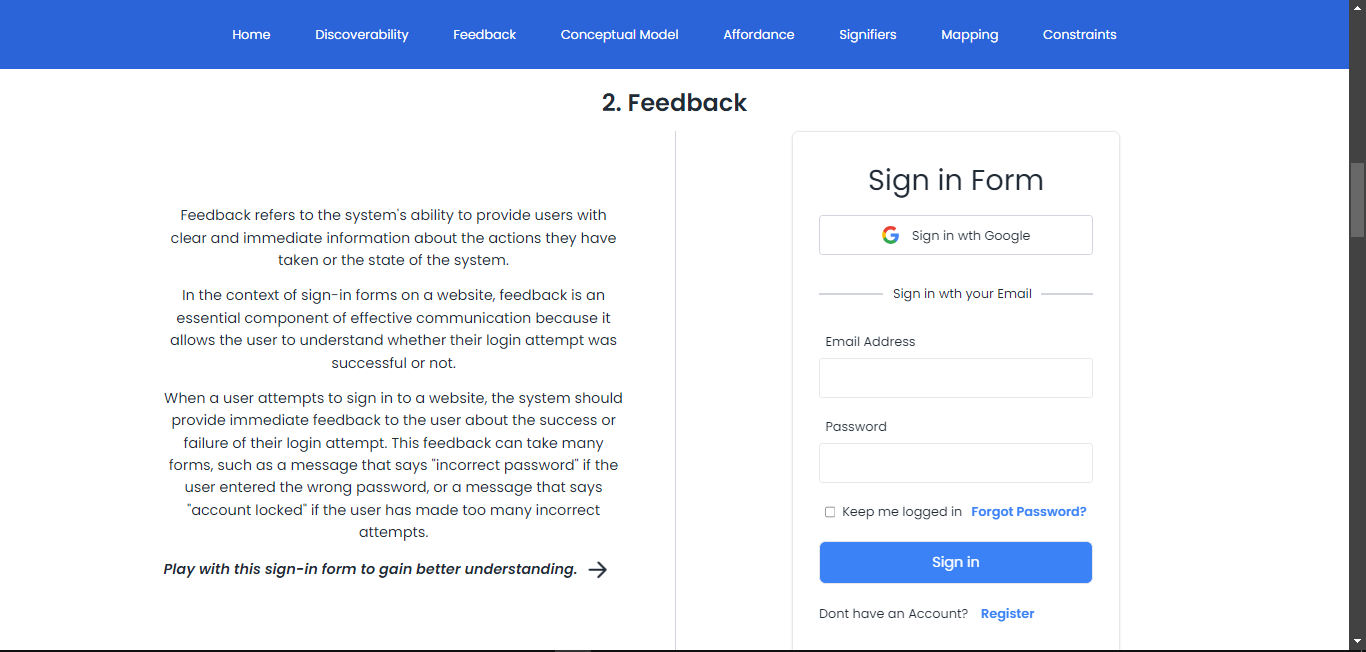 Home Discoverability Feedback Conceptual Model Affordance Signifiers Mapping Constraints
2. Feedback
Feedback refers to the system's ability to provide users with
clear and immediate information about the actions they have
taken or the state of the system.
In the context of sign-in forms on a website, feedback is an
essential component of effective communication because it
allows the user to understand whether their login attempt was
successful or not.
When a user attempts to sign in to a website, the system should
provide immediate feedback to the user about the success or
failure of their login attempt. This feedback can take many
forms, such as a message that says "incorrect password" if the
user entered the wrong password, or a message that says
"account locked" if the user has made too many incorrect
attempts.
Play with this sign-in form to gain better understanding.
Sign in Form
Sign in wth Google
Sign in wth your Email
Email Address
Password
Keep me logged in Forgot Password?
Sign in
Dont have an Account? Register